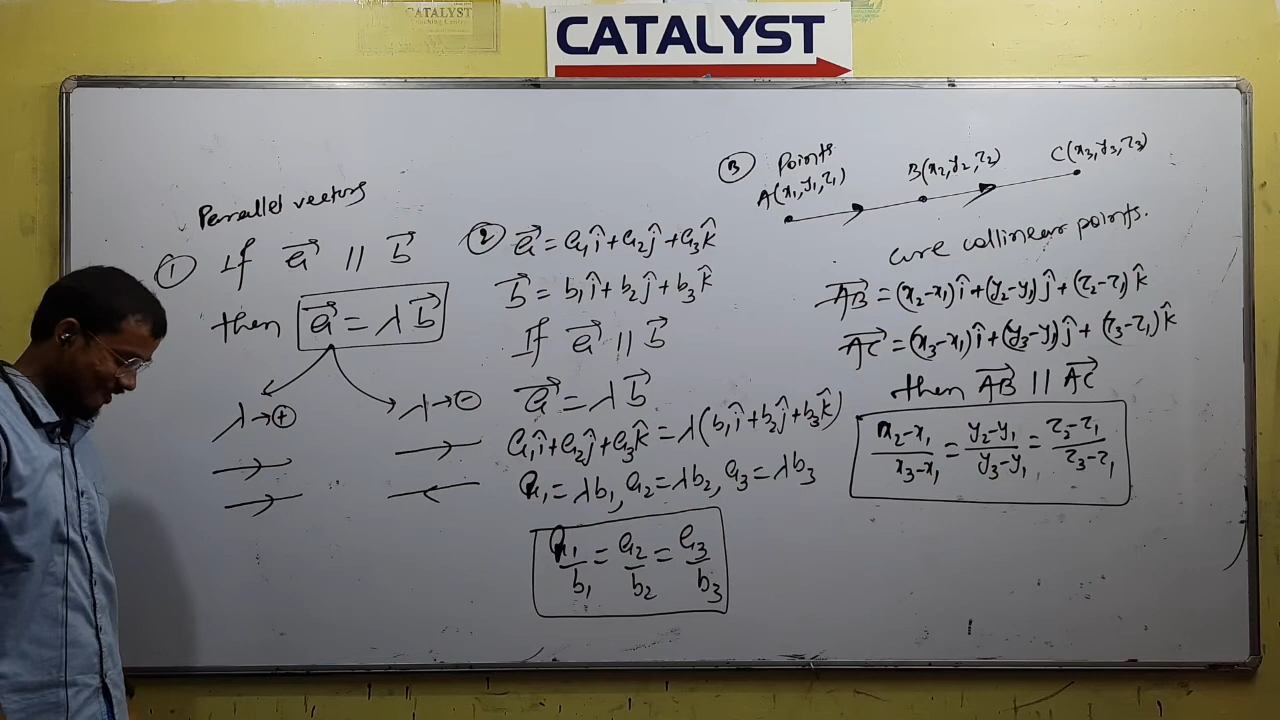 CATALYST
Coaching Centre
CATALYST
Parallel vectors
① If a⃗ || b⃗
then a⃗ = λb⃗
λ→⊕
λ→⊖
② a⃗ = a₁î+a₂ĵ+a₃k̂
b⃗ = b₁î+b₂ĵ+b₃k̂
If a⃗ || b⃗
a⃗ = λb⃗
a₁î+a₂ĵ+a₃k̂ = λ(b₁î+b₂ĵ+b₃k̂)
a₁=λb₁, a₂=λb₂, a₃=λb₃
a₁/b₁ = a₂/b₂ = a₃/b₃
③ Points
A(x₁,y₁,z₁) B(x₂,y₂,z₂) C(x₃,y₃,z₃)
are collinear points.
AB⃗ = (x₂-x₁)î+(y₂-y₁)ĵ+(z₂-z₁)k̂
AC⃗ = (x₃-x₁)î+(y₃-y₁)ĵ+(z₃-z₁)k̂
then AB⃗ || AC⃗
x₂-x₁/x₃-x₁ = y₂-y₁/y₃-y₁ = z₂-z₁/z₃-z₁